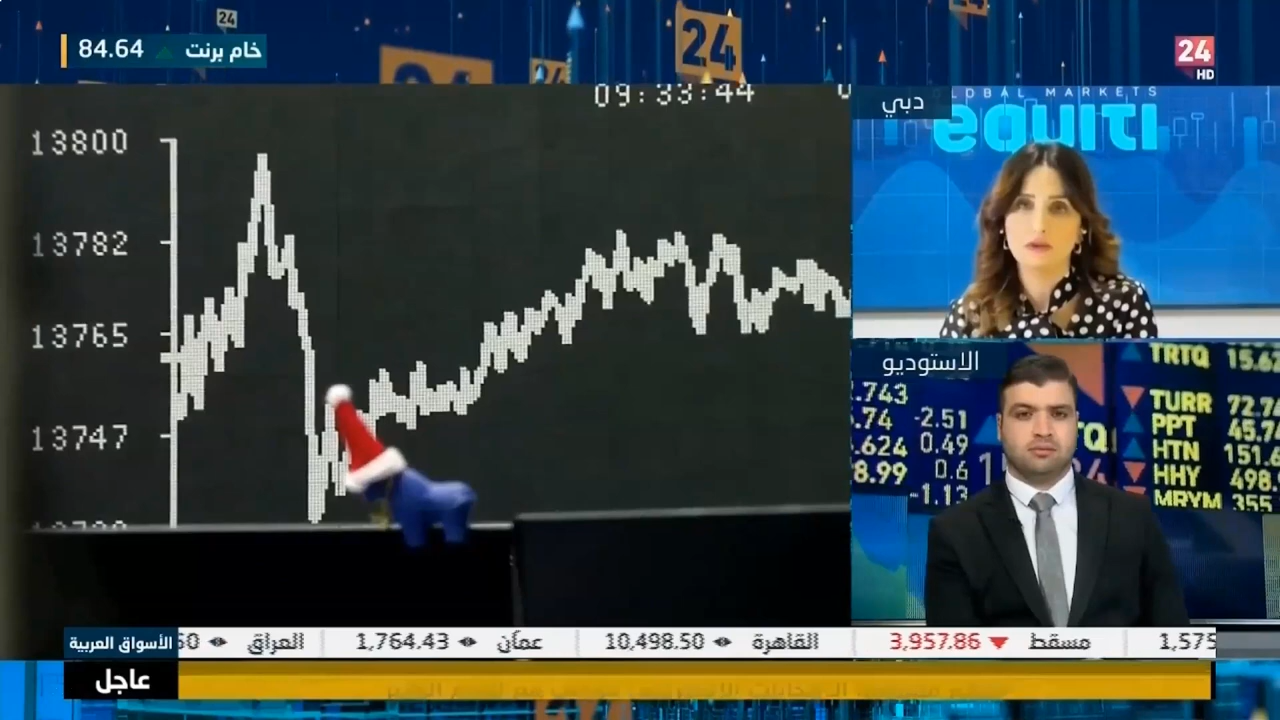 24
24
24
خام برنت 84.64
24
HD
09:33:44
13800
13782
13765
13747
دبي
GLOBAL MARKETS
equiti
الاستوديو
.743
.74 -2.51
.624 0.49
8.99 0.6
-1.13
TRTQ 15.62
TURR 72.74
PPT 45.74
HTN 151.6
HHY 498.
MRYM 355.
الأسواق العربية
1,575
مسقط 3,957.86
القاهرة 10,498.50
عمّان 1,764.43
العراق
عاجل